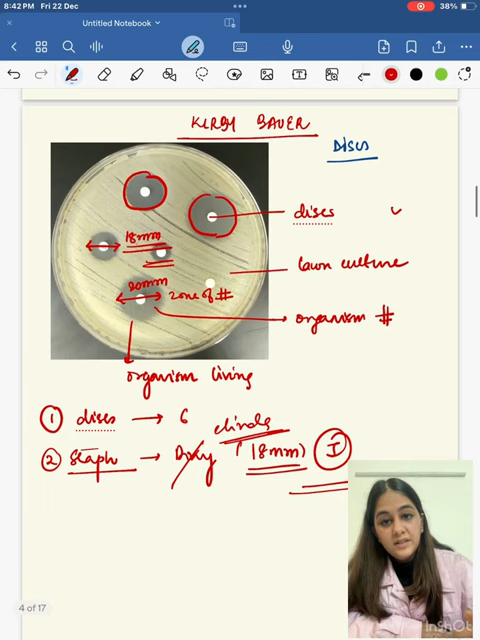 8:42 PM Fri 22 Dec
38%
Untitled Notebook
KIRBY BAUER
DISCS
discs
18mm
lawn culture
20mm
zone of #
organism #
organism living
① discs → 6
clinda
② Staph → Doxy (18mm) I
4 of 17
InShOt